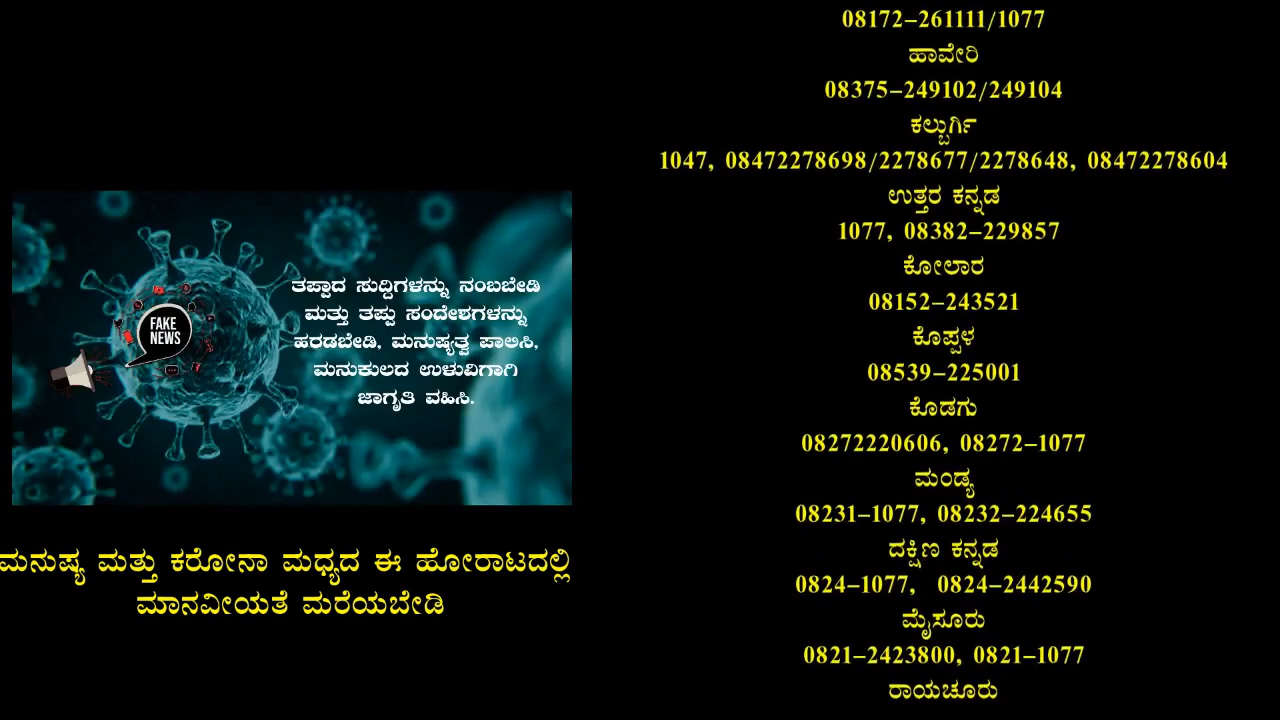 FAKE
NEWS
ತಪ್ಪಾದ ಸುದ್ದಿಗಳನ್ನು ನಂಬಬೇಡಿ
ಮತ್ತು ತಪ್ಪು ಸಂದೇಶಗಳನ್ನು
ಹರಡಬೇಡಿ, ಮನುಷ್ಯತ್ವ ಪಾಲಿಸಿ,
ಮನುಕುಲದ ಉಳುವಿಗಾಗಿ
ಜಾಗೃತಿ ವಹಿಸಿ.
ಮನುಷ್ಯ ಮತ್ತು ಕರೋನಾ ಮಧ್ಯದ ಈ ಹೋರಾಟದಲ್ಲಿ
ಮಾನವೀಯತೆ ಮರೆಯಬೇಡಿ
08172-261111/1077
ಹಾವೇರಿ
08375-249102/249104
ಕಲ್ಬುರ್ಗಿ
1047, 08472278698/2278677/2278648, 08472278604
ಉತ್ತರ ಕನ್ನಡ
1077, 08382-229857
ಕೋಲಾರ
08152-243521
ಕೊಪ್ಪಳ
08539-225001
ಕೊಡಗು
08272220606, 08272-1077
ಮಂಡ್ಯ
08231-1077, 08232-224655
ದಕ್ಷಿಣ ಕನ್ನಡ
0824-1077, 0824-2442590
ಮೈಸೂರು
0821-2423800, 0821-1077
ರಾಯಚೂರು